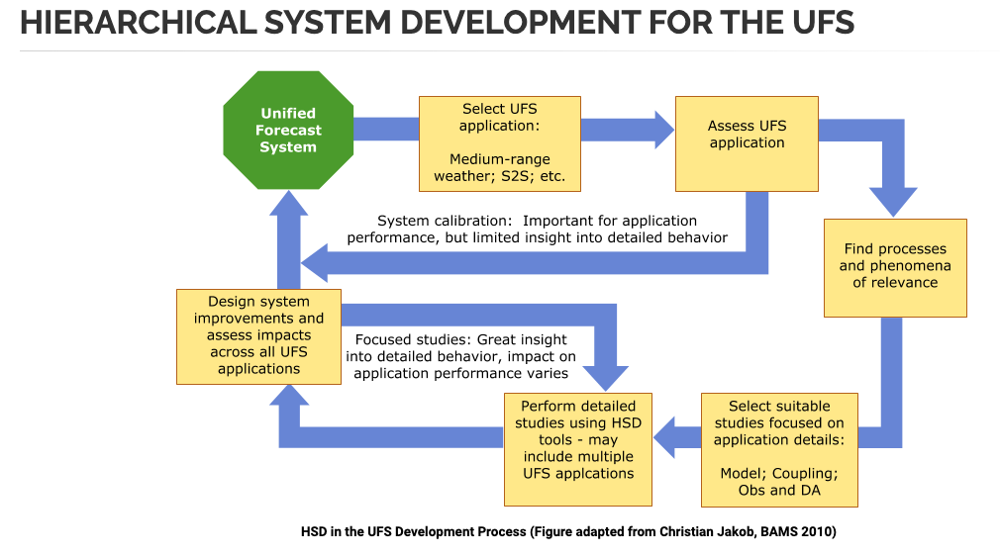 HIERARCHICAL SYSTEM DEVELOPMENT FOR THE UFS
Unified
Forecast
System
Select UFS
application:
Medium-range
weather; S2S; etc.
Assess UFS
application
System calibration:  Important for application
performance, but limited insight into detailed behavior
Find processes
and phenomena
of relevance
Design system
improvements and
assess impacts
across all UFS
applications
Focused studies: Great insight
into detailed behavior, impact on
application performance varies
Perform detailed
studies using HSD
tools - may
include multiple
UFS applcations
Select suitable
studies focused on
application details:
Model; Coupling;
Obs and DA
HSD in the UFS Development Process (Figure adapted from Christian Jakob, BAMS 2010)